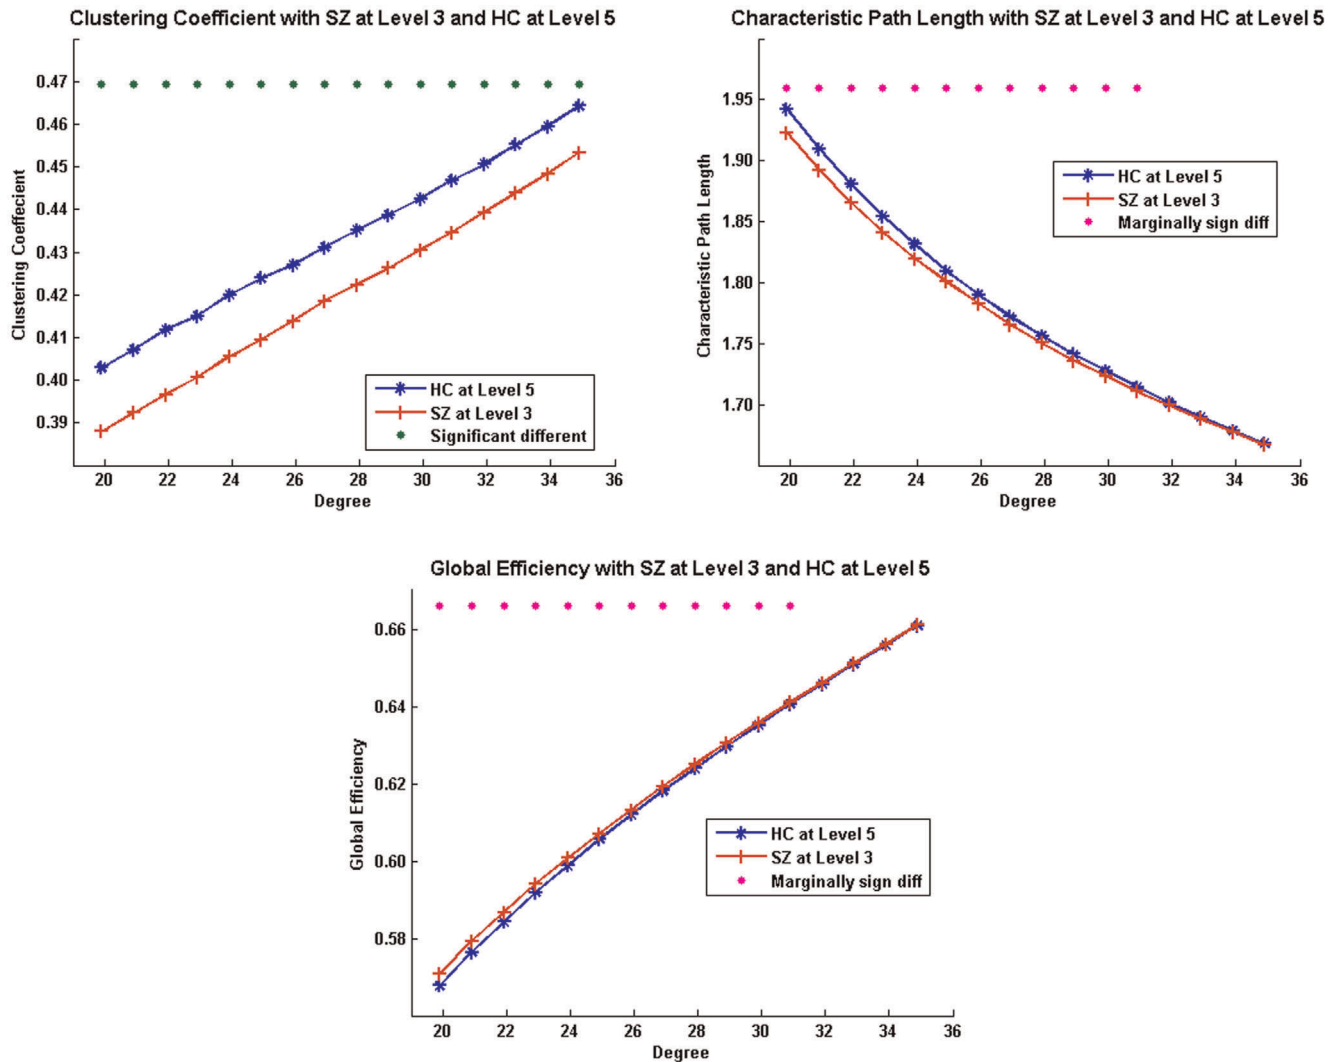 Clustering Coefficient with SZ at Level 3 and HC at Level 5
0.47
0.46
0.45
0.44
0.43
0.42
0.41
0.40
0.39
Clustering Coeffecient
HC at Level 5
SZ at Level 3
Significant different
20 22 24 26 28 30 32 34 36
Degree
Characteristic Path Length with SZ at Level 3 and HC at Level 5
1.95
1.90
1.85
1.80
1.75
1.70
Characteristic Path Length
HC at Level 5
SZ at Level 3
Marginally sign diff
20 22 24 26 28 30 32 34 36
Degree
Global Efficiency with SZ at Level 3 and HC at Level 5
0.66
0.64
0.62
0.60
0.58
Global Efficiency
HC at Level 5
SZ at Level 3
Marginally sign diff
20 22 24 26 28 30 32 34 36
Degree